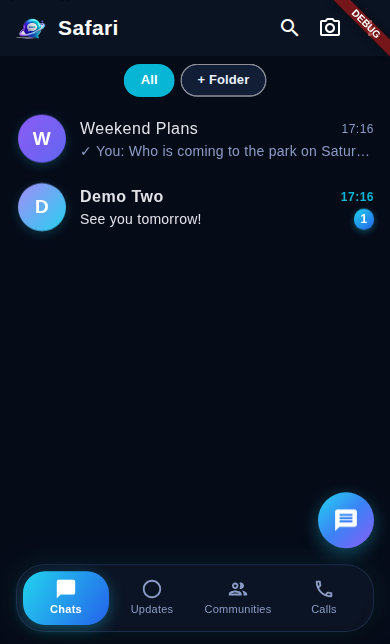 Safari
DEBUG
All
+ Folder
W
Weekend Plans
17:16
✓ You: Who is coming to the park on Satur...
D
Demo Two
17:16
See you tomorrow!
1
Chats
Updates
Communities
Calls